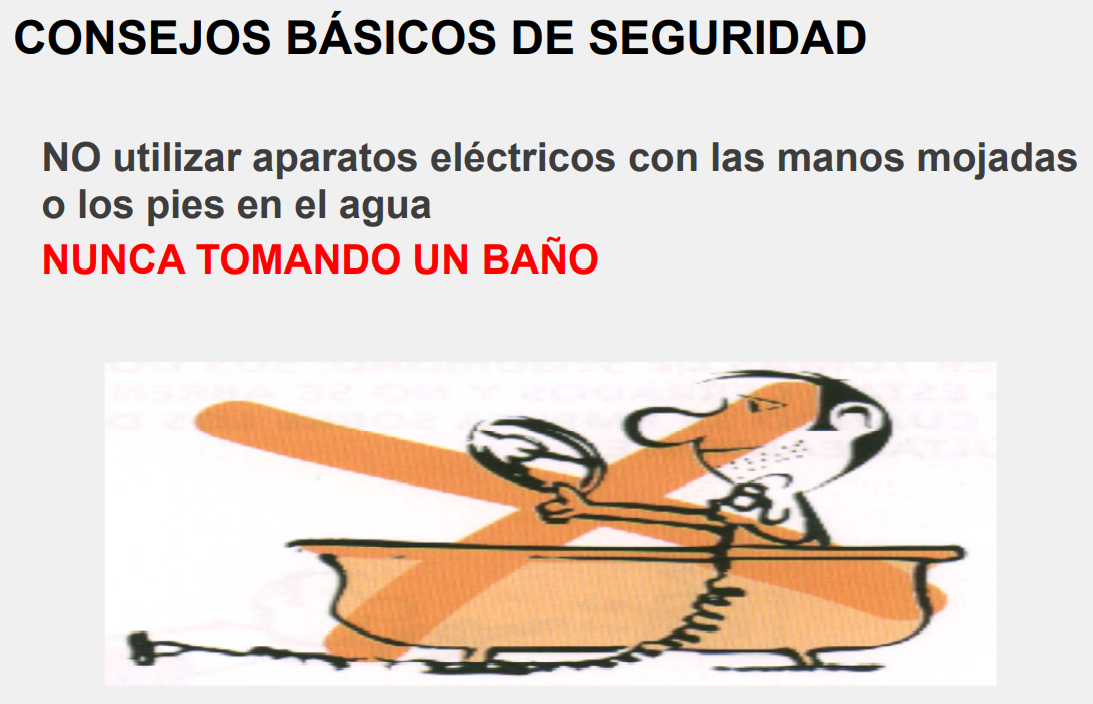 CONSEJOS BÁSICOS DE SEGURIDAD
NO utilizar aparatos eléctricos con las manos mojadas
o los pies en el agua
NUNCA TOMANDO UN BAÑO